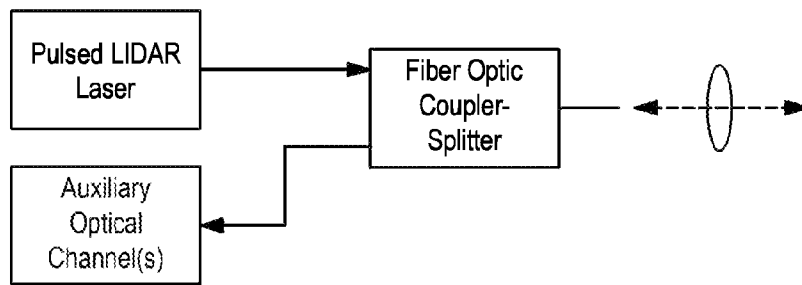 Pulsed LIDAR
Laser
Fiber Optic
Coupler-
Splitter
Auxiliary
Optical
Channel(s)